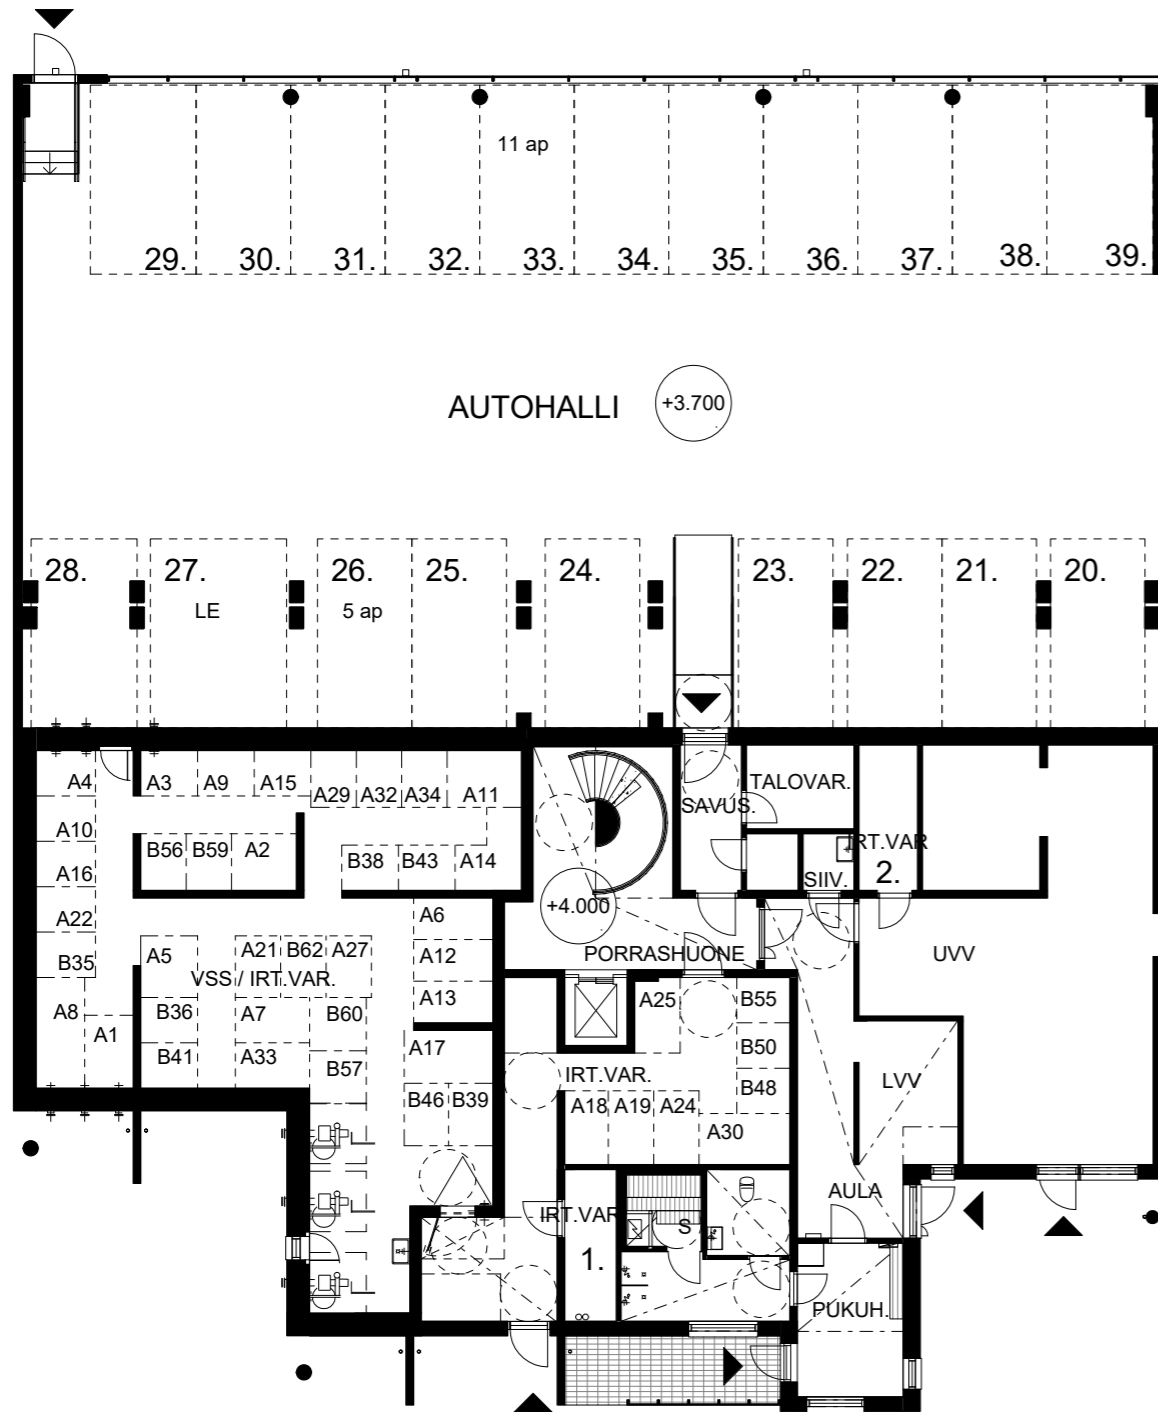 11 ap
29. 30. 31. 32. 33. 34. 35. 36. 37. 38. 39.
AUTOHALLI +3.700
28. 27. 26. 25. 24. 23. 22. 21. 20.
LE 5 ap
A4 A3 A9 A15 A29 A32 A34 A11 SAVUS. TALOVAR.
A10 B56 B59 A2 B38 B43 A14 IRT.VAR
2.
A16 SIIV.
A22 A6 +4.000
B35 A5 A21 B62 A27 A12 PORRASHUONE UVV
VSS / IRT.VAR.
A8 A1 B36 A7 B60 A13 A25 B55
B41 A33 B57 A17 B50
IRT.VAR. LVV
B46 B39 A18 A19 A24 B48
A30
AULA
IRT.VAR S
1.
PUKUH.